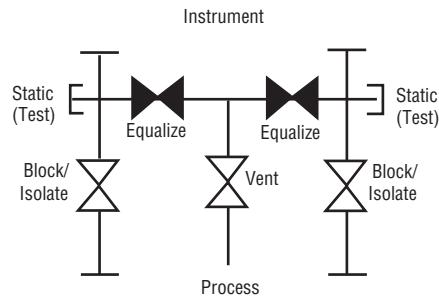 Instrument
Static
(Test)
Equalize
Equalize
Static
(Test)
Block/
Isolate
Vent
Block/
Isolate
Process